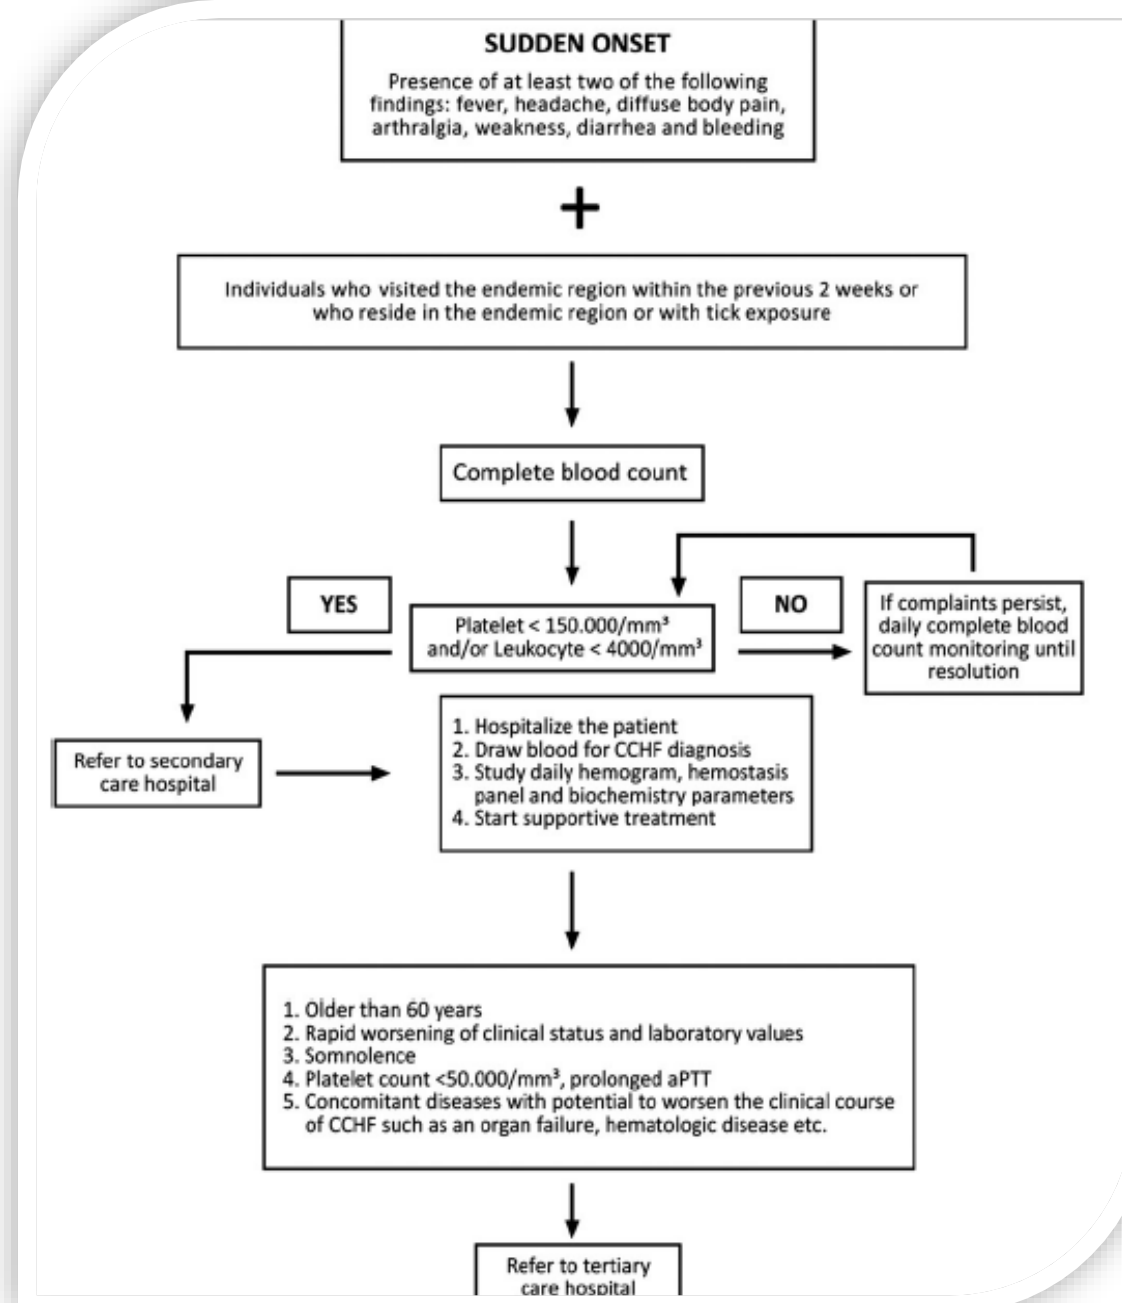 SUDDEN ONSET
Presence of at least two of the following
findings: fever, headache, diffuse body pain,
arthralgia, weakness, diarrhea and bleeding
+
Individuals who visited the endemic region within the previous 2 weeks or
who reside in the endemic region or with tick exposure
Complete blood count
YES
Platelet < 150.000/mm³
and/or Leukocyte < 4000/mm³
NO
If complaints persist,
daily complete blood
count monitoring until
resolution
Refer to secondary
care hospital
1. Hospitalize the patient
2. Draw blood for CCHF diagnosis
3. Study daily hemogram, hemostasis
panel and biochemistry parameters
4. Start supportive treatment
1. Older than 60 years
2. Rapid worsening of clinical status and laboratory values
3. Somnolence
4. Platelet count <50.000/mm³, prolonged aPTT
5. Concomitant diseases with potential to worsen the clinical course
of CCHF such as an organ failure, hematologic disease etc.
Refer to tertiary
care hospital